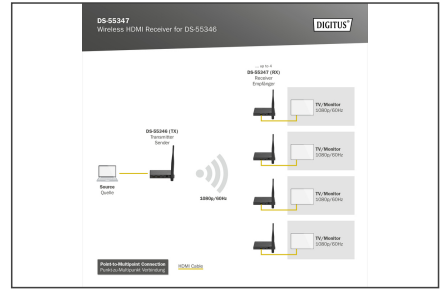 DS-55347
Wireless HDMI Receiver for DS-55346
DIGITUS®
... up to 4
DS-55347 (RX)
Receiver
Empfänger
TV/Monitor
1080p/60Hz
DS-55346 (TX)
Transmitter
Sender
TV/Monitor
1080p/60Hz
Source
Quelle
1080p/60Hz
TV/Monitor
1080p/60Hz
TV/Monitor
1080p/60Hz
Point-to-Multipoint Connection
Punkt-zu-Multipunkt Verbindung
HDMI Cable